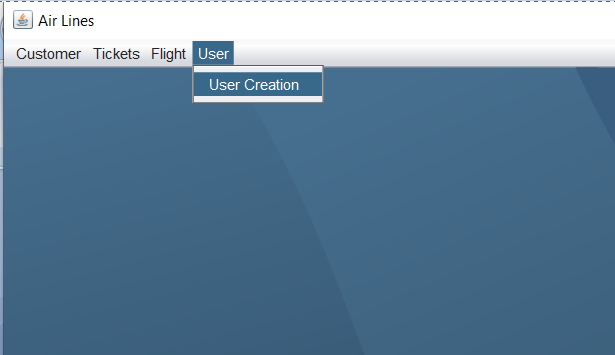 Air Lines
Customer Tickets Flight User
User Creation